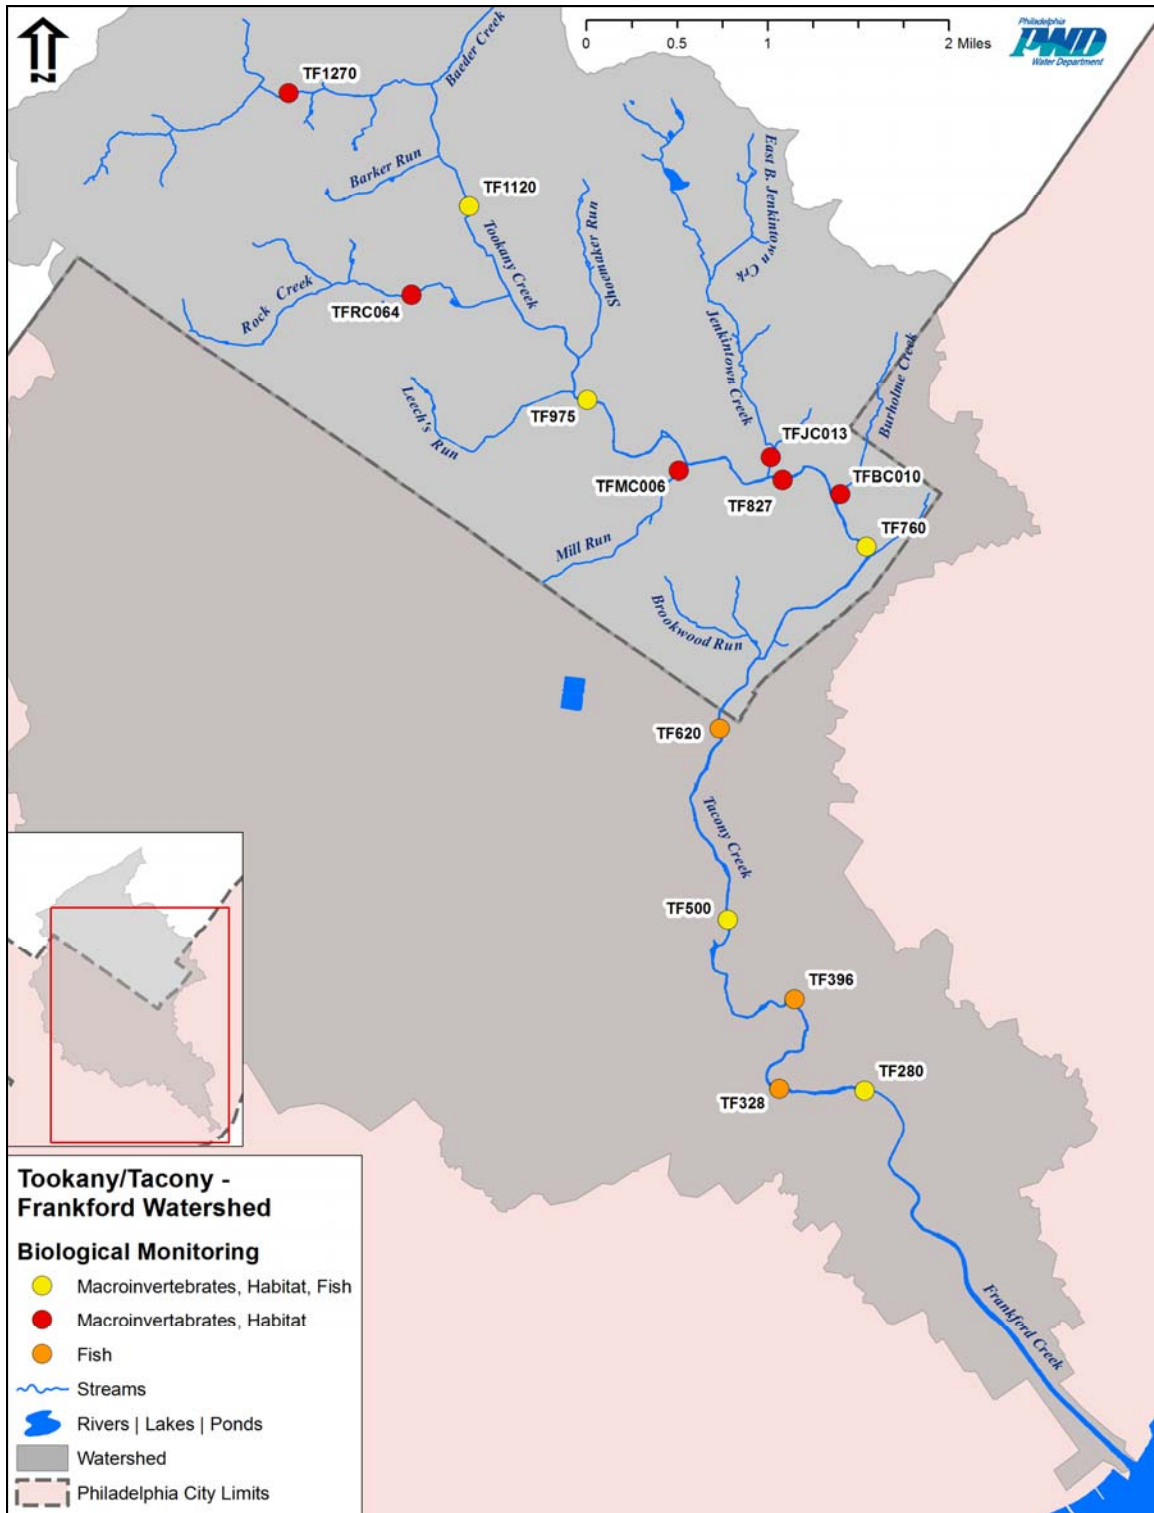 N
0 0.5 1 2 Miles
Philadelphia
PWD
Water Department
TF1270
Baeder Creek
Barker Run
TF1120
Tookany Creek
Shoemaker Run
East B. Jenkintown Crk
Rock Creek
TFRC064
Jenkintown Creek
Burholme Creek
Leech's Run
TF975
TFJC013
TFMC006
TF827
TFBC010
TF760
Mill Run
Brookwood Run
TF620
Tacony Creek
TF500
TF396
TF328
TF280
Frankford Creek
Tookany/Tacony -
Frankford Watershed
Biological Monitoring
Macroinvertebrates, Habitat, Fish
Macroinvertabrates, Habitat
Fish
Streams
Rivers | Lakes | Ponds
Watershed
Philadelphia City Limits